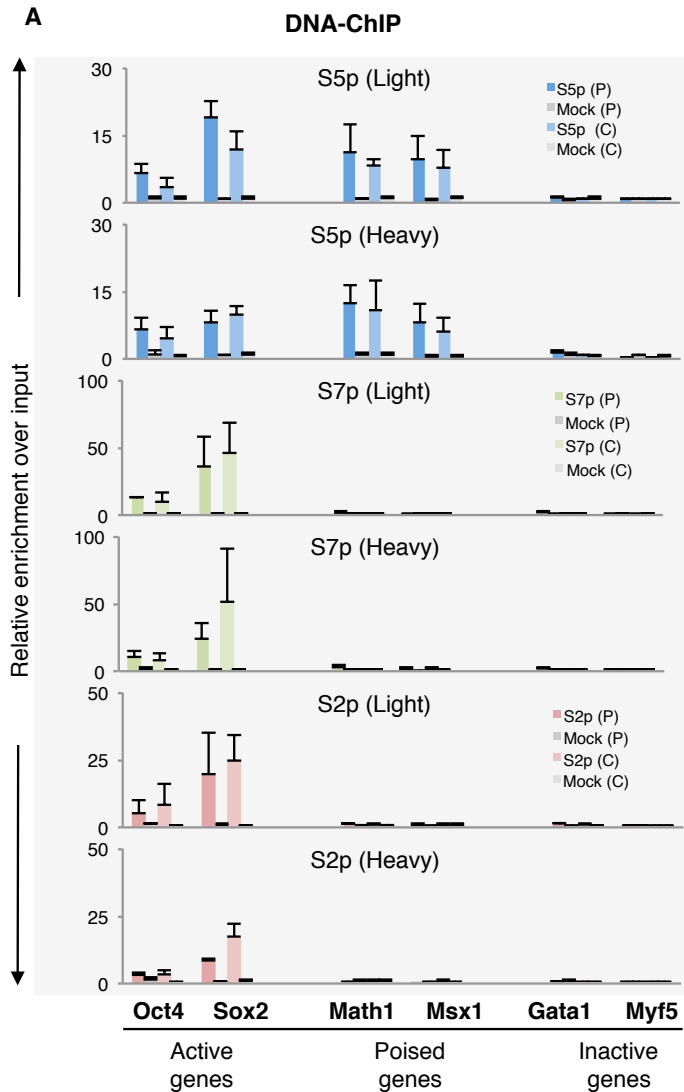 A
DNA-ChIP
Relative enrichment over input
S5p (Light)
30
15
0
S5p (P)
Mock (P)
S5p (C)
Mock (C)
S5p (Heavy)
30
15
0
S7p (Light)
100
50
0
S7p (P)
Mock (P)
S7p (C)
Mock (C)
S7p (Heavy)
100
50
0
S2p (Light)
50
25
0
S2p (P)
Mock (P)
S2p (C)
Mock (C)
S2p (Heavy)
50
25
0
Oct4 Sox2 Math1 Msx1 Gata1 Myf5
Active genes
Poised genes
Inactive genes